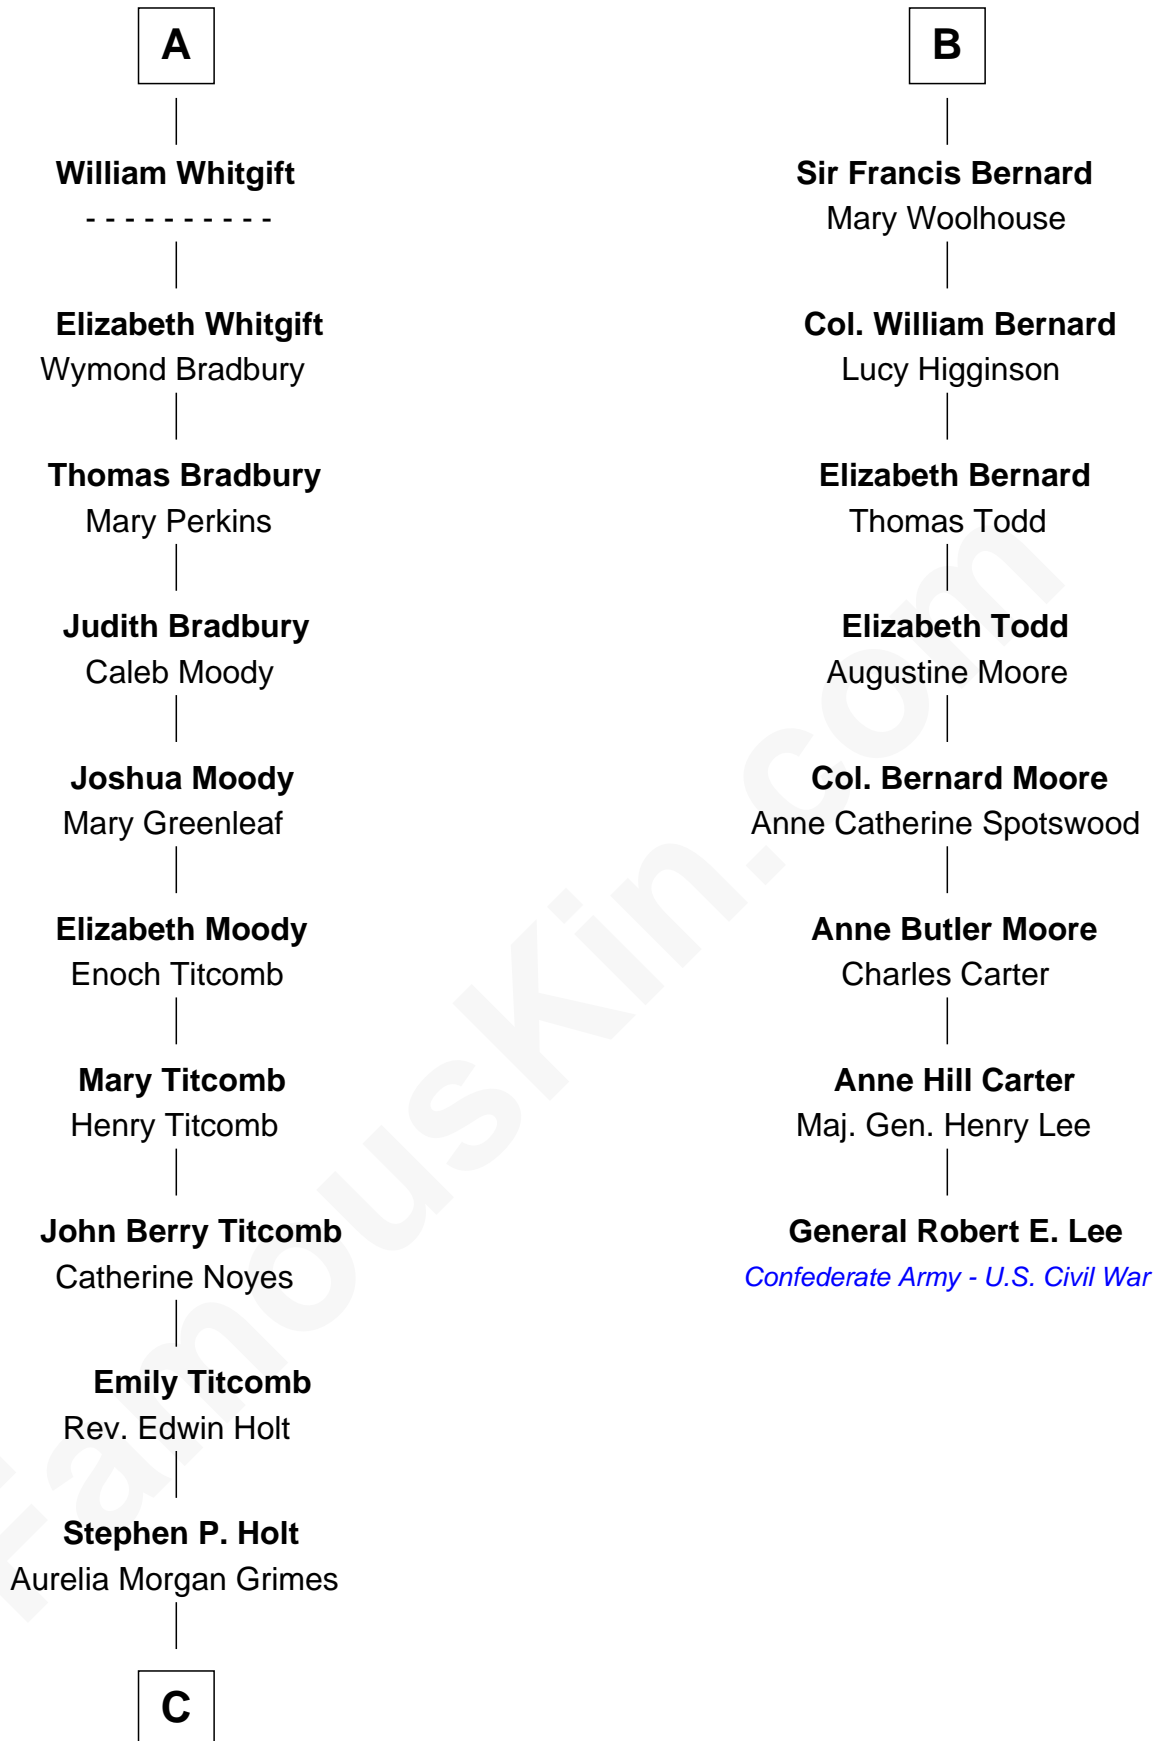 A
William Whitgift
- - - - - - - - - -
Elizabeth Whitgift
Wymond Bradbury
Thomas Bradbury
Mary Perkins
Judith Bradbury
Caleb Moody
Joshua Moody
Mary Greenleaf
Elizabeth Moody
Enoch Titcomb
Mary Titcomb
Henry Titcomb
John Berry Titcomb
Catherine Noyes
Emily Titcomb
Rev. Edwin Holt
Stephen P. Holt
Aurelia Morgan Grimes
C
B
Sir Francis Bernard
Mary Woolhouse
Col. William Bernard
Lucy Higginson
Elizabeth Bernard
Thomas Todd
Elizabeth Todd
Augustine Moore
Col. Bernard Moore
Anne Catherine Spotswood
Anne Butler Moore
Charles Carter
Anne Hill Carter
Maj. Gen. Henry Lee
General Robert E. Lee
Confederate Army - U.S. Civil War
FamousKin.com